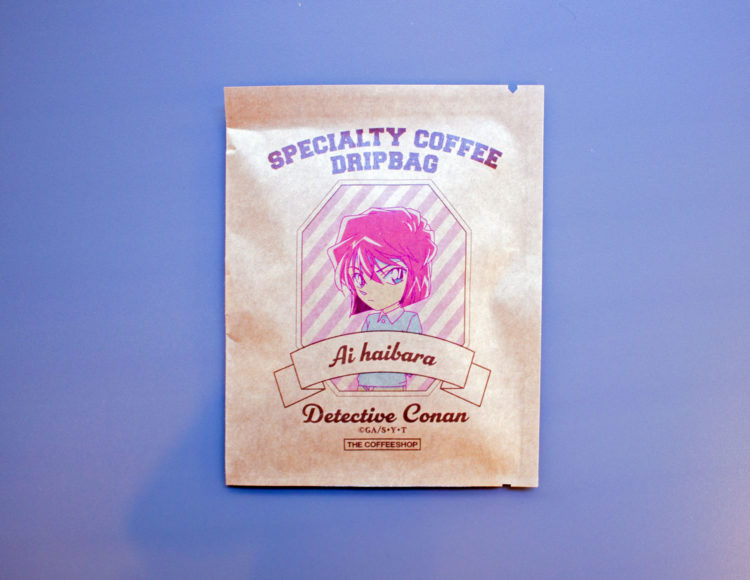 SPECIALTY COFFEE
DRIPBAG
Ai haibara
Detective Conan
©GA/S•Y•T
THE COFFEESHOP